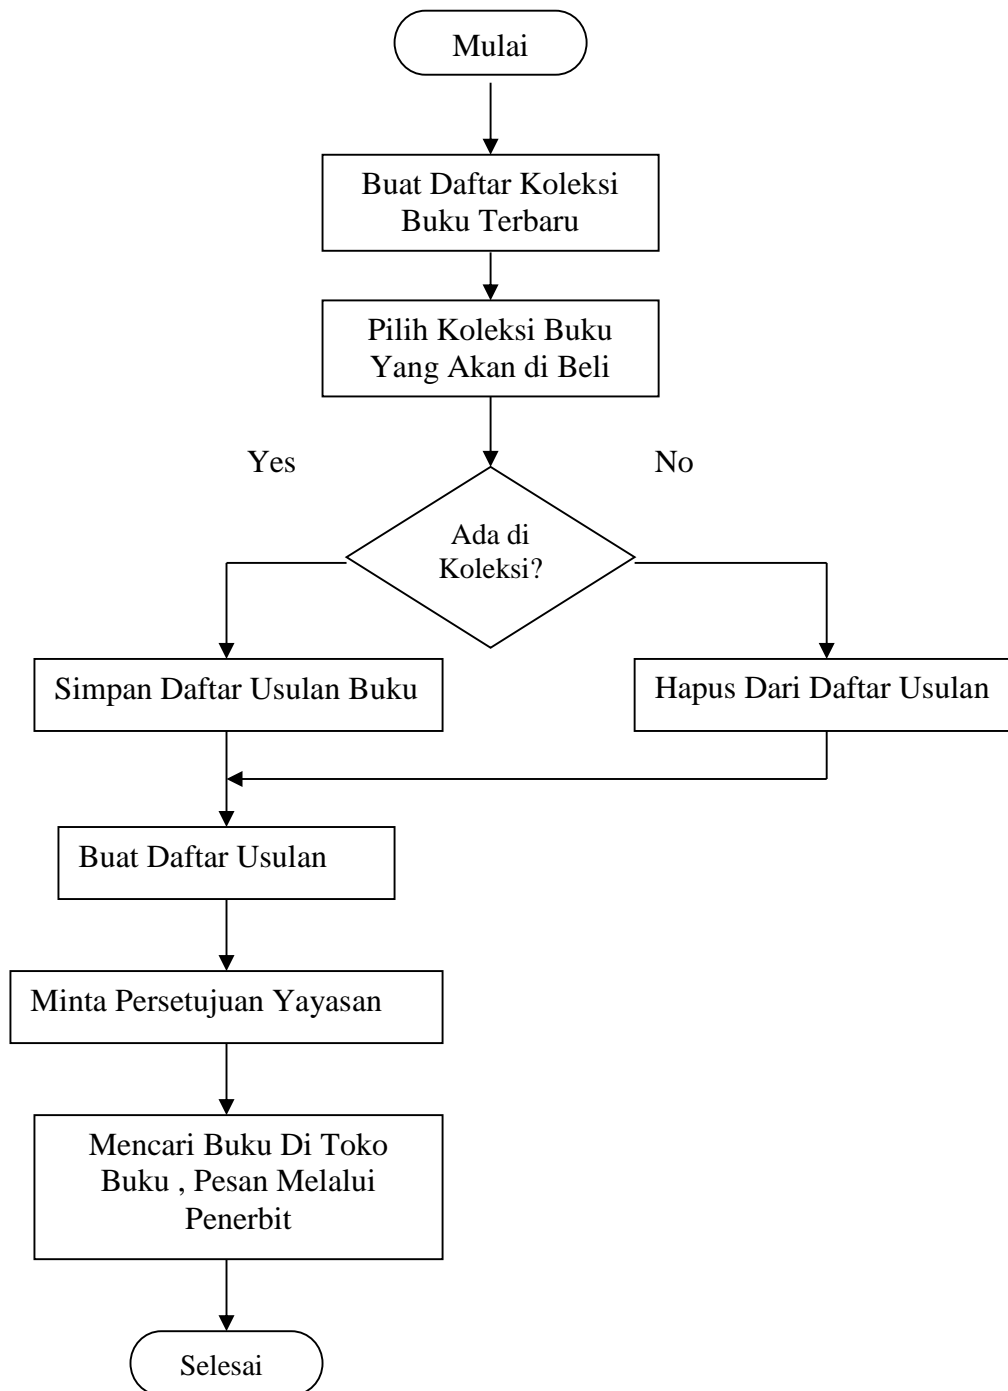 Mulai
Buat Daftar Koleksi
Buku Terbaru
Pilih Koleksi Buku
Yang Akan di Beli
Yes
No
Ada di
Koleksi?
Simpan Daftar Usulan Buku
Hapus Dari Daftar Usulan
Buat Daftar Usulan
Minta Persetujuan Yayasan
Mencari Buku Di Toko
Buku , Pesan Melalui
Penerbit
Selesai